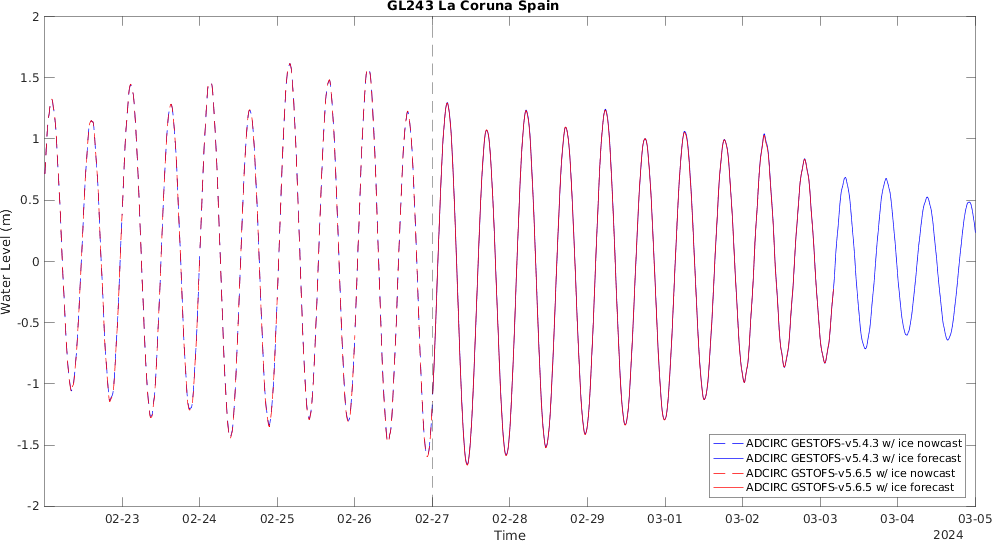 GL243 La Coruna Spain
2
1.5
1
0.5
0
-0.5
-1
-1.5
-2
Water Level (m)
ADCIRC GESTOFS-v5.4.3 w/ ice nowcast
ADCIRC GESTOFS-v5.4.3 w/ ice forecast
ADCIRC GSTOFS-v5.6.5 w/ ice nowcast
ADCIRC GSTOFS-v5.6.5 w/ ice forecast
02-23 02-24 02-25 02-26 02-27 02-28 02-29 03-01 03-02 03-03 03-04 03-05
Time
2024